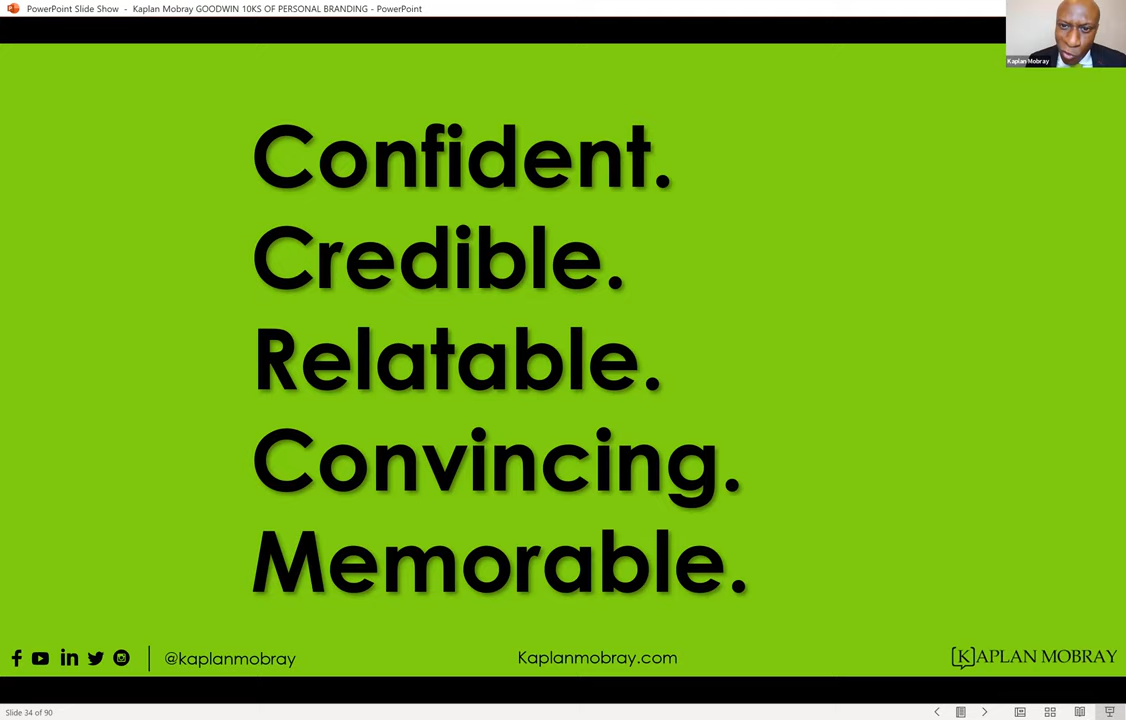 PowerPoint Slide Show - Kaplan Mobray GOODWIN 10KS OF PERSONAL BRANDING - PowerPoint
Kaplan Mobray
Confident.
Credible.
Relatable.
Convincing.
Memorable.
@kaplanmobray
Kaplanmobray.com
[K]APLAN MOBRAY
Slide 34 of 90